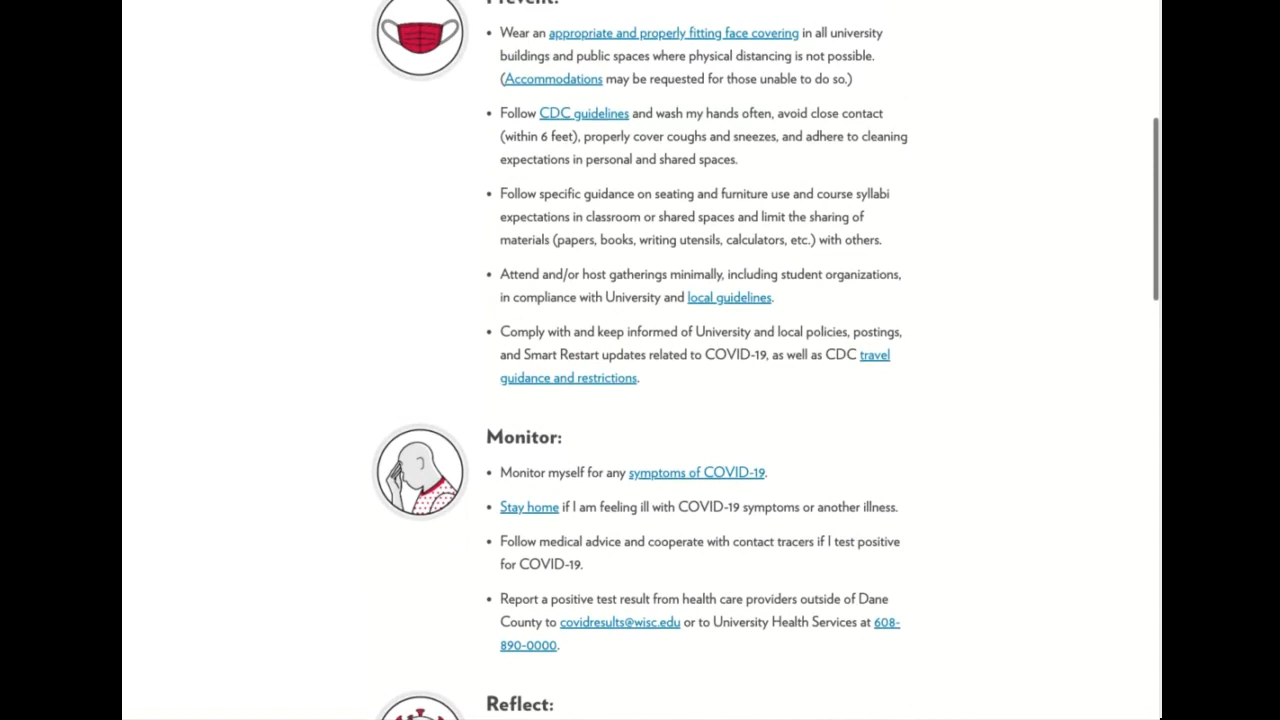 Prevent:
Wear an appropriate and properly fitting face covering in all university
buildings and public spaces where physical distancing is not possible.
(Accommodations may be requested for those unable to do so.)
Follow CDC guidelines and wash my hands often, avoid close contact
(within 6 feet), properly cover coughs and sneezes, and adhere to cleaning
expectations in personal and shared spaces.
Follow specific guidance on seating and furniture use and course syllabi
expectations in classroom or shared spaces and limit the sharing of
materials (papers, books, writing utensils, calculators, etc.) with others.
Attend and/or host gatherings minimally, including student organizations,
in compliance with University and local guidelines.
Comply with and keep informed of University and local policies, postings,
and Smart Restart updates related to COVID-19, as well as CDC travel
guidance and restrictions.
Monitor:
Monitor myself for any symptoms of COVID-19.
Stay home if I am feeling ill with COVID-19 symptoms or another illness.
Follow medical advice and cooperate with contact tracers if I test positive
for COVID-19.
Report a positive test result from health care providers outside of Dane
County to covidresults@wisc.edu or to University Health Services at 608-
890-0000.
Reflect: